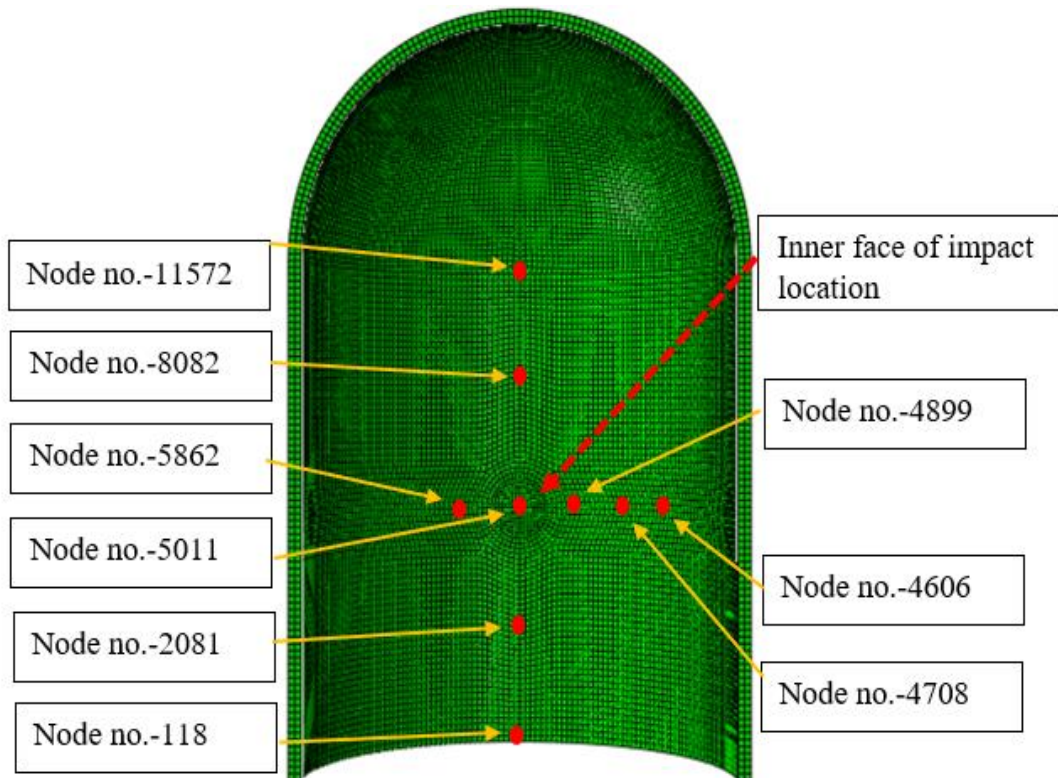 Node no.-11572
Node no.-8082
Node no.-5862
Node no.-5011
Node no.-2081
Node no.-118
Inner face of impact
location
Node no.-4899
Node no.-4606
Node no.-4708